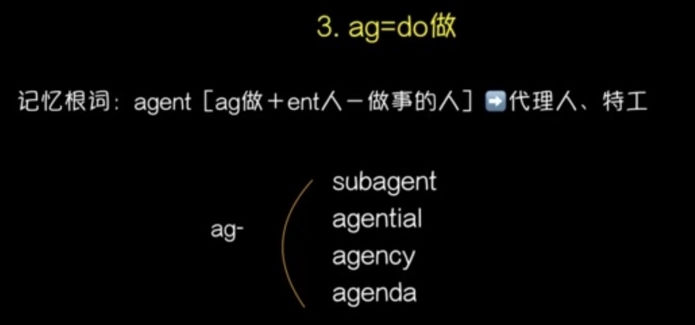 3. ag=do做
记忆根词：agent［ag做＋ent人－做事的人］➡代理人、特工
subagent
agential
ag-
agency
agenda